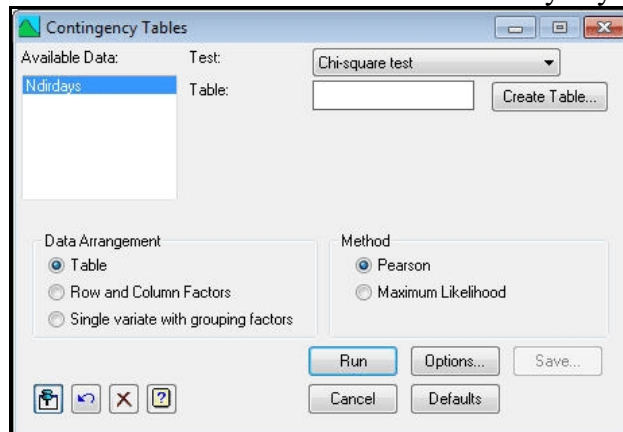 Contingency Tables
Available Data:
Test:
Chi-square test
Ndirdays
Table:
Create Table...
Data Arrangement
Table
Row and Column Factors
Single variate with grouping factors
Method
Pearson
Maximum Likelihood
Run
Options...
Save...
Cancel
Defaults